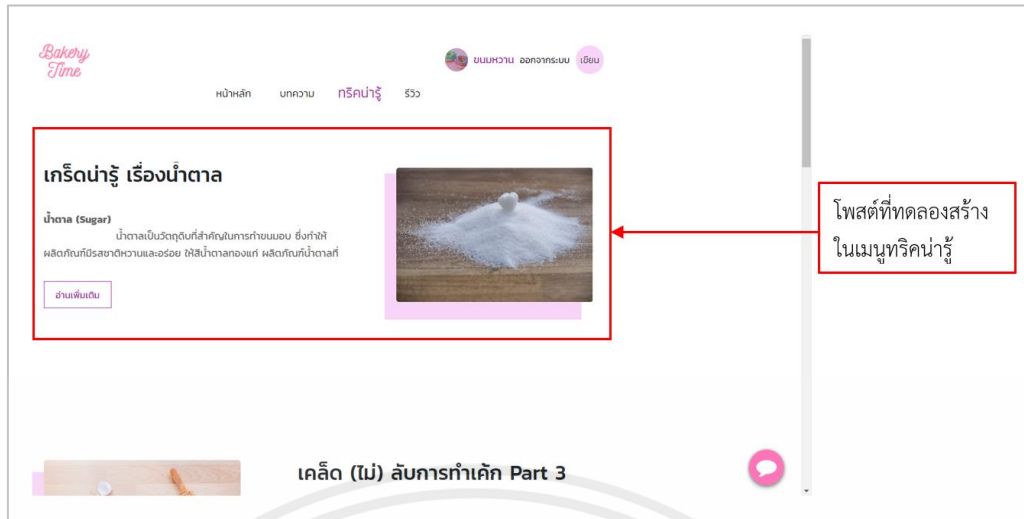 Bakery
Time
ขนมหวาน ออกจากระบบ เขียน
หน้าหลัก บทความ ทริคน่ารู้ รีวิว
เกร็ดน่ารู้ เรื่องน้ำตาล
น้ำตาล (Sugar)
น้ำตาลเป็นวัตถุดิบที่สำคัญในการทำขนมอบ ซึ่งทำให้
ผลิตภัณฑ์มีรสชาติหวานและอร่อย ให้สีน้ำตาลทองแก่ ผลิตภัณฑ์น้ำตาลที่
อ่านเพิ่มเติม
โพสต์ที่ทดลองสร้าง
ในเมนูทริคน่ารู้
เคล็ด (ไม่) ลับการทำเค้ก Part 3